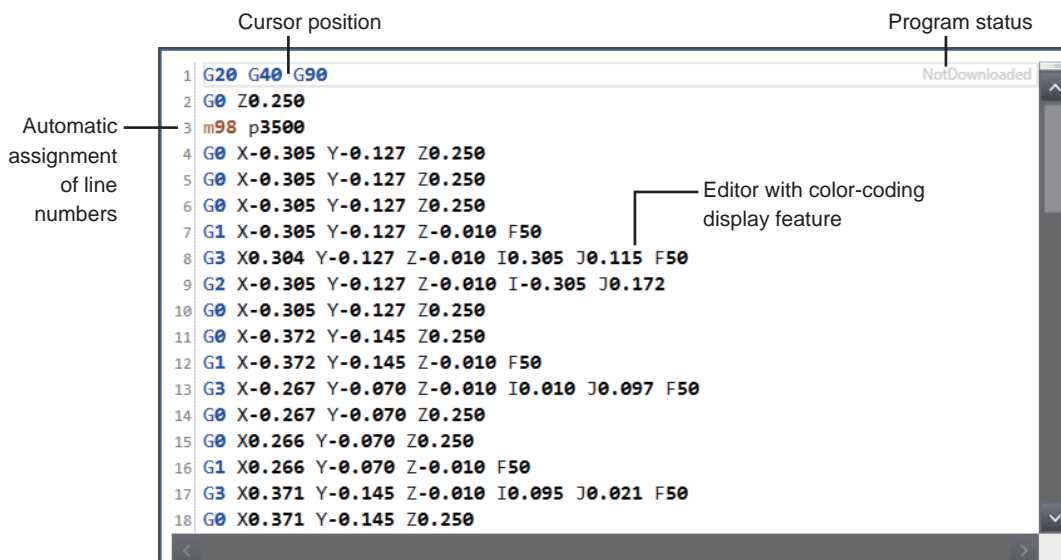 Cursor position
Program status
1 G20 G40 G90
NotDownloaded
2 G0 Z0.250
3 m98 p3500
4 G0 X-0.305 Y-0.127 Z0.250
5 G0 X-0.305 Y-0.127 Z0.250
6 G0 X-0.305 Y-0.127 Z0.250
7 G1 X-0.305 Y-0.127 Z-0.010 F50
8 G3 X0.304 Y-0.127 Z-0.010 I0.305 J0.115 F50
9 G2 X-0.305 Y-0.127 Z-0.010 I-0.305 J0.172
10 G0 X-0.305 Y-0.127 Z0.250
11 G0 X-0.372 Y-0.145 Z0.250
12 G1 X-0.372 Y-0.145 Z-0.010 F50
13 G3 X-0.267 Y-0.070 Z-0.010 I0.010 J0.097 F50
14 G0 X-0.267 Y-0.070 Z0.250
15 G0 X0.266 Y-0.070 Z0.250
16 G1 X0.266 Y-0.070 Z-0.010 F50
17 G3 X0.371 Y-0.145 Z-0.010 I0.095 J0.021 F50
18 G0 X0.371 Y-0.145 Z0.250
Automatic
assignment
of line
numbers
Editor with color-coding
display feature